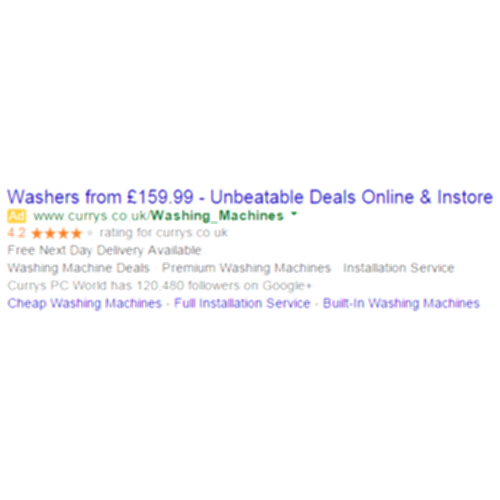 Washers from £159.99 - Unbeatable Deals Online & Instore
Ad www.currys.co.uk/Washing_Machines
4.2 ★★★★★ rating for currys.co.uk
Free Next Day Delivery Available
Washing Machine Deals · Premium Washing Machines · Installation Service
Currys PC World has 120,480 followers on Google+
Cheap Washing Machines - Full Installation Service - Built-In Washing Machines